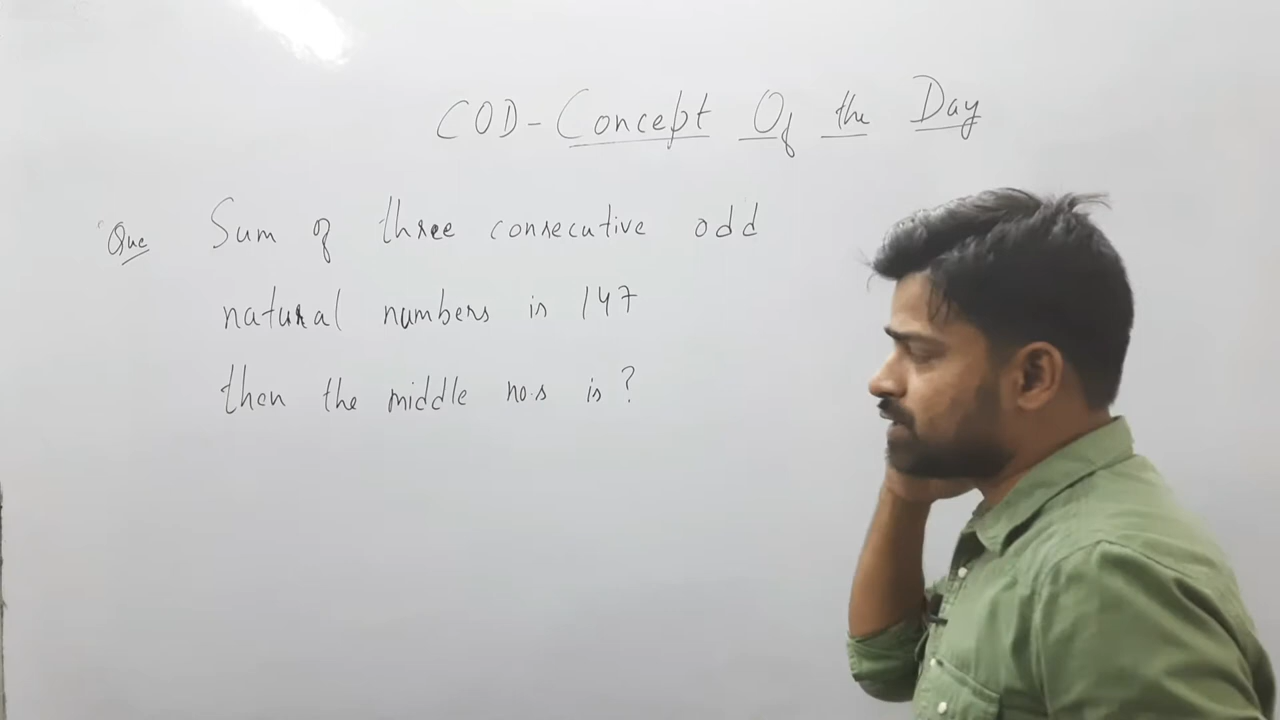 COD-Concept Of the Day
Que Sum of three consecutive odd
natural numbers is 147
then the middle no.s is ?